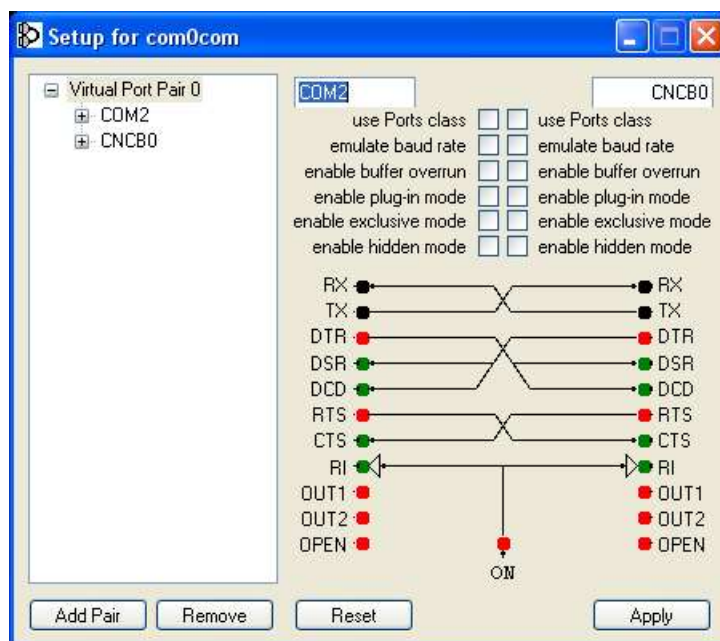 Setup for com0com
Virtual Port Pair 0
COM2
CNCB0
COM2 CNCB0
use Ports class use Ports class
emulate baud rate emulate baud rate
enable buffer overrun enable buffer overrun
enable plug-in mode enable plug-in mode
enable exclusive mode enable exclusive mode
enable hidden mode enable hidden mode
RX RX
TX TX
DTR DTR
DSR DSR
DCD DCD
RTS RTS
CTS CTS
RI RI
OUT1 OUT1
OUT2 OUT2
OPEN OPEN
ON
Add Pair Remove Reset Apply